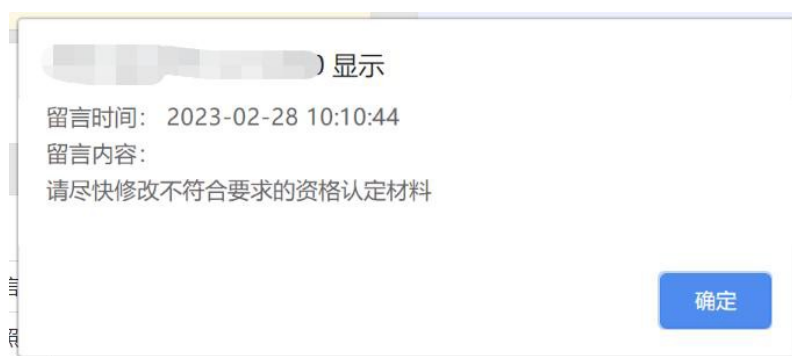 显示
留言时间： 2023-02-28 10:10:44
留言内容：
请尽快修改不符合要求的资格认定材料
确定